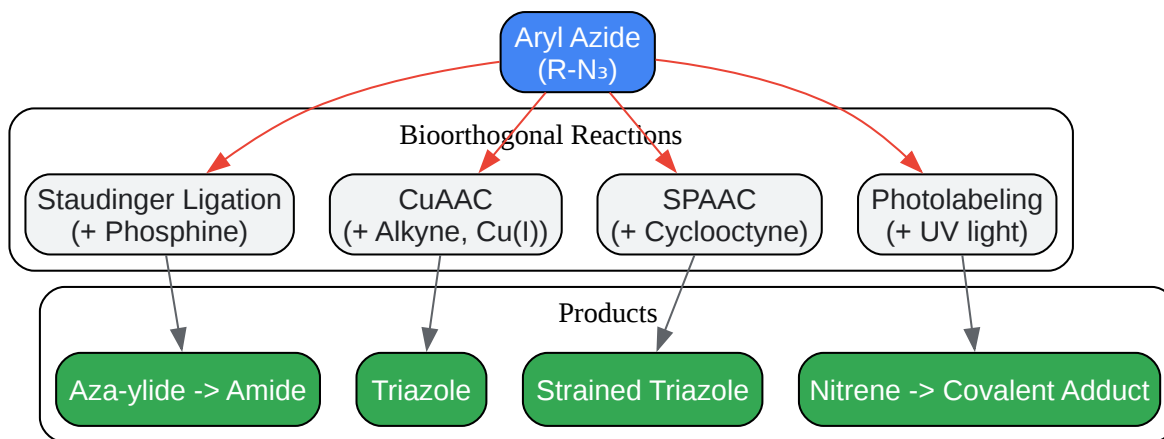 Aryl Azide
(R-N₃)
Bioorthogonal Reactions
Staudinger Ligation
(+ Phosphine)
CuAAC
(+ Alkyne, Cu(I))
SPAAC
(+ Cyclooctyne)
Photolabeling
(+ UV light)
Products
Aza-ylide -> Amide
Triazole
Strained Triazole
Nitrene -> Covalent Adduct